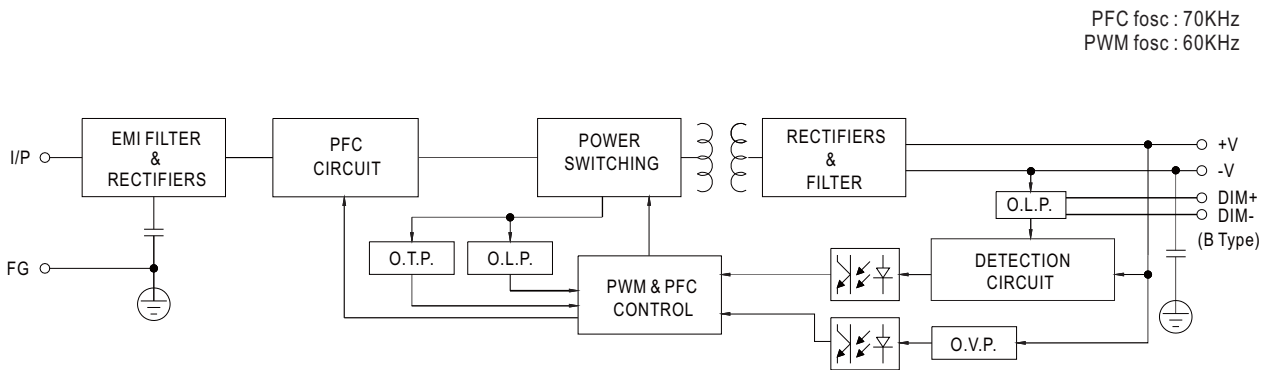 PFC fosc : 70KHz
PWM fosc : 60KHz
EMI FILTER
&
RECTIFIERS
PFC
CIRCUIT
POWER
SWITCHING
RECTIFIERS
&
FILTER
I/P
+V
-V
DIM+
DIM-
(B Type)
O.L.P.
O.T.P.
O.L.P.
FG
PWM & PFC
CONTROL
DETECTION
CIRCUIT
O.V.P.